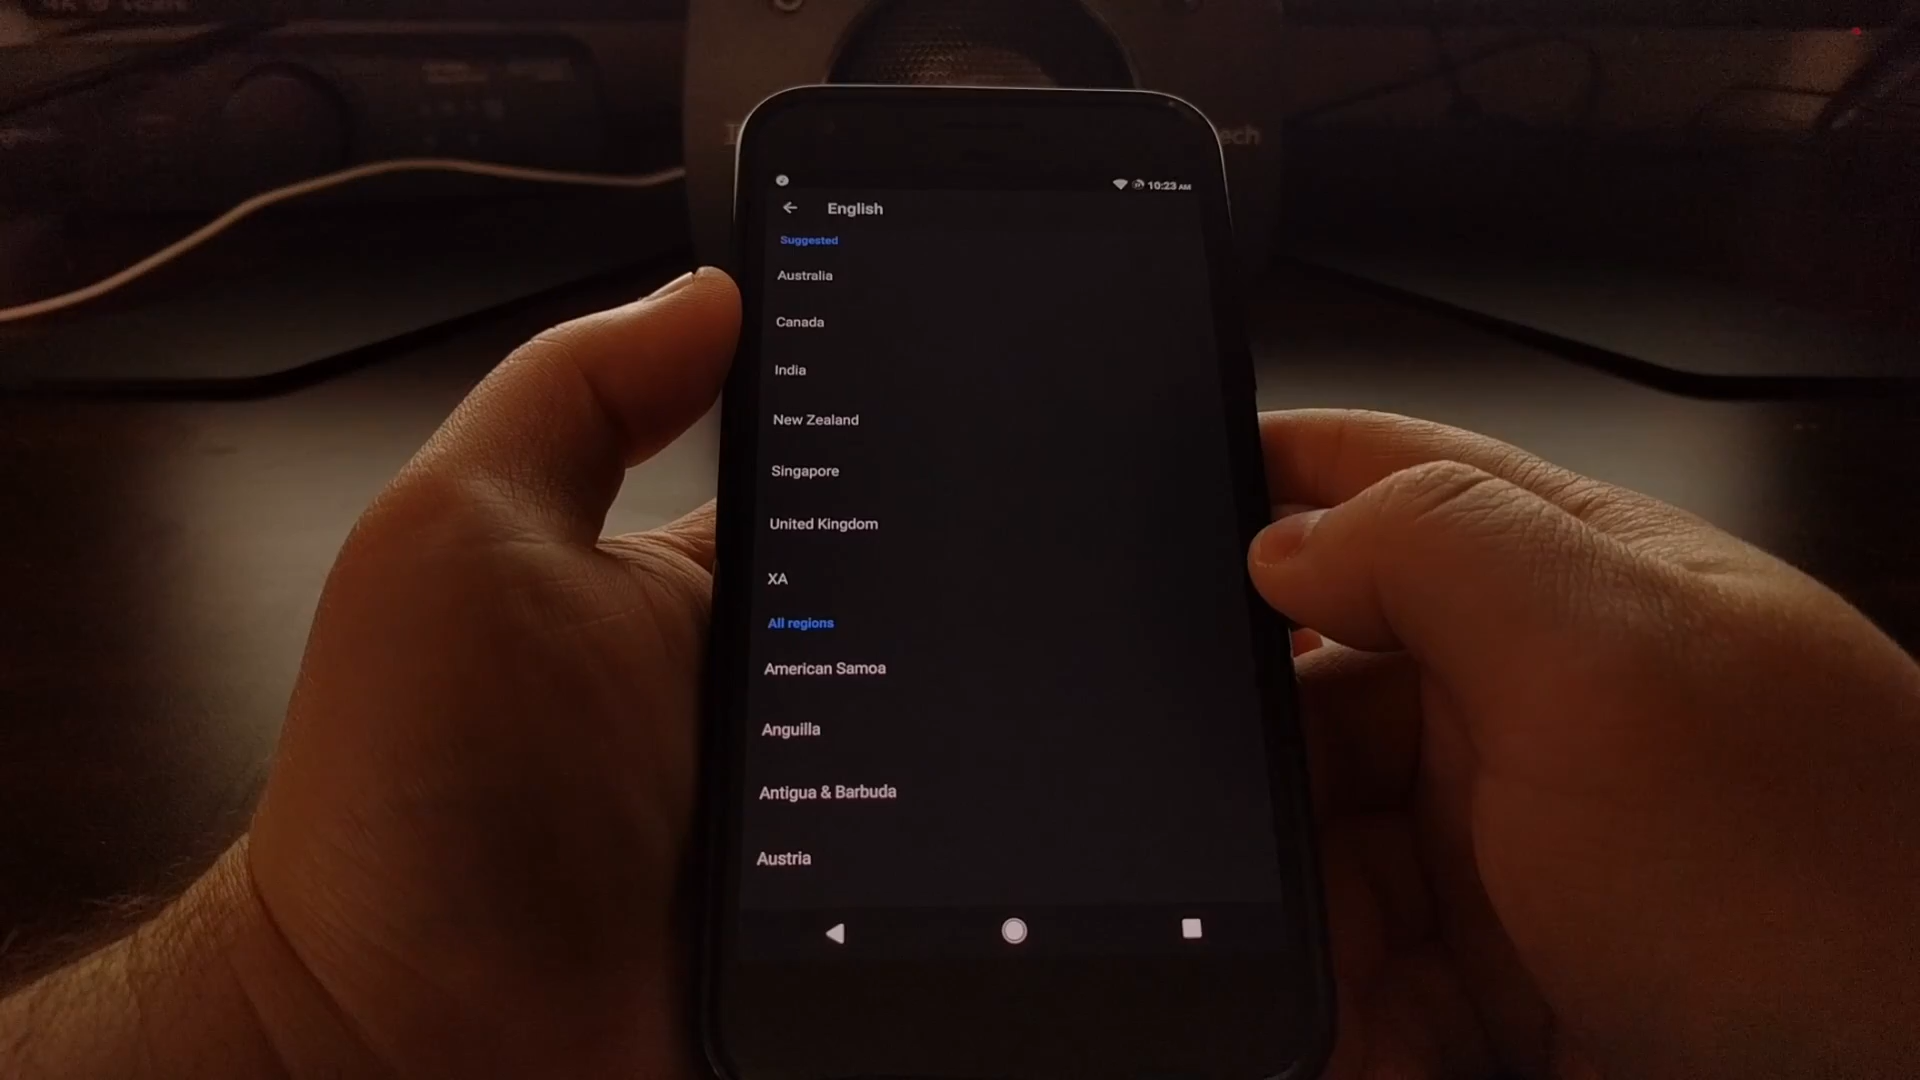 10:23 AM
English
Suggested
Australia
Canada
India
New Zealand
Singapore
United Kingdom
XA
All regions
American Samoa
Anguilla
Antigua & Barbuda
Austria